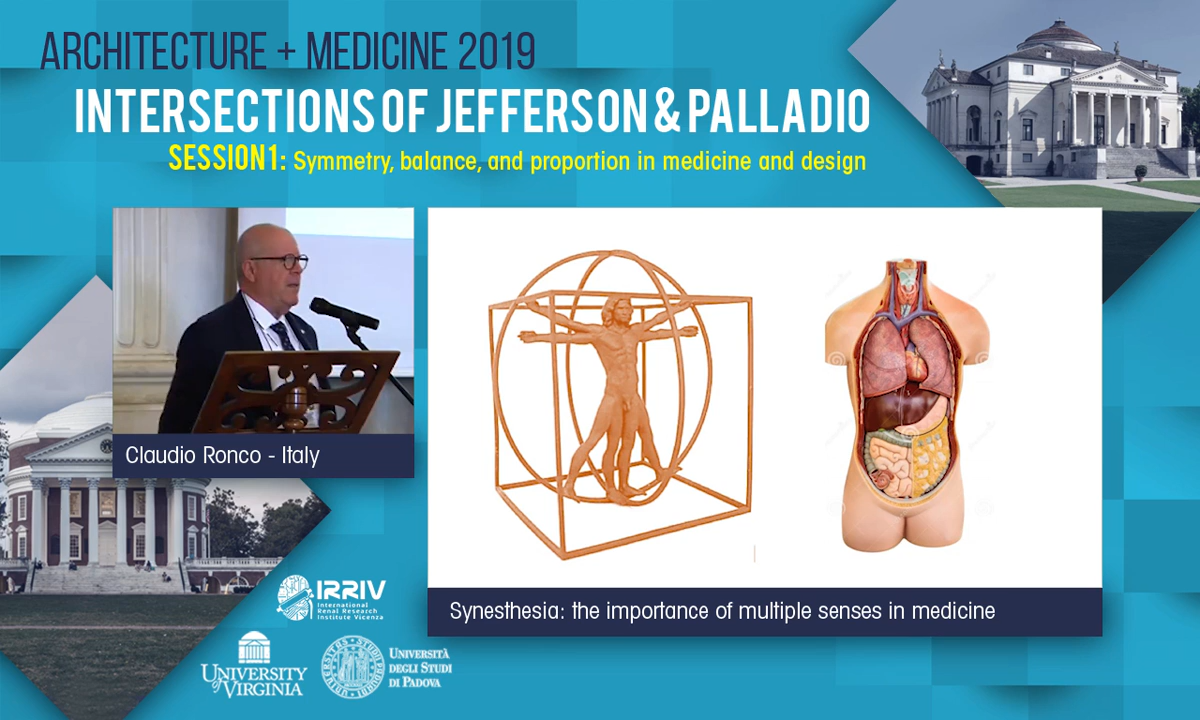 ARCHITECTURE + MEDICINE 2019
INTERSECTIONS OF JEFFERSON & PALLADIO
SESSION1: Symmetry, balance, and proportion in medicine and design
Claudio Ronco - Italy
Synesthesia: the importance of multiple senses in medicine
IRRIV
International
Renal Research
Institute Vicenza
UNIVERSITY
of VIRGINIA
UNIVERSITÀ
DEGLI STUDI
DI PADOVA